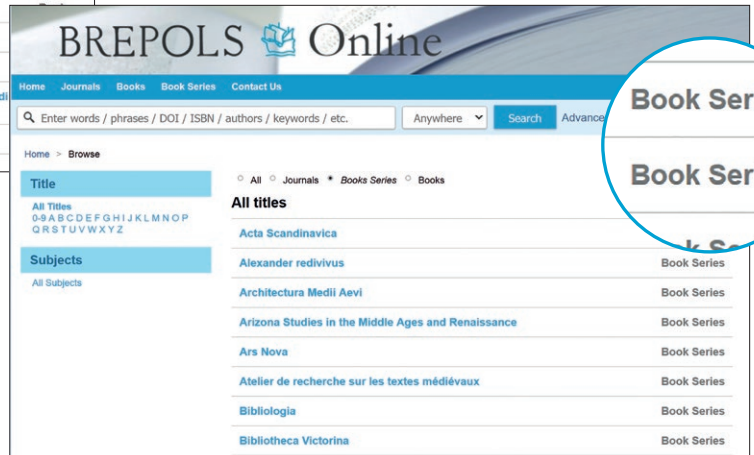 BREPOLS Online
Home Journals Books Book Series Contact Us
Enter words / phrases / DOI / ISBN / authors / keywords / etc. Anywhere Search Advance
Home > Browse
Title
All Titles
0-9 A B C D E F G H I J K L M N O P
Q R S T U V W X Y Z
Subjects
All Subjects
All Journals Books Series Books
All titles
Acta Scandinavica
Alexander redivivus Book Series
Architectura Medii Aevi Book Series
Arizona Studies in the Middle Ages and Renaissance Book Series
Ars Nova Book Series
Atelier de recherche sur les textes médiévaux Book Series
Bibliologia Book Series
Bibliotheca Victorina Book Series
Book Ser
Book Ser